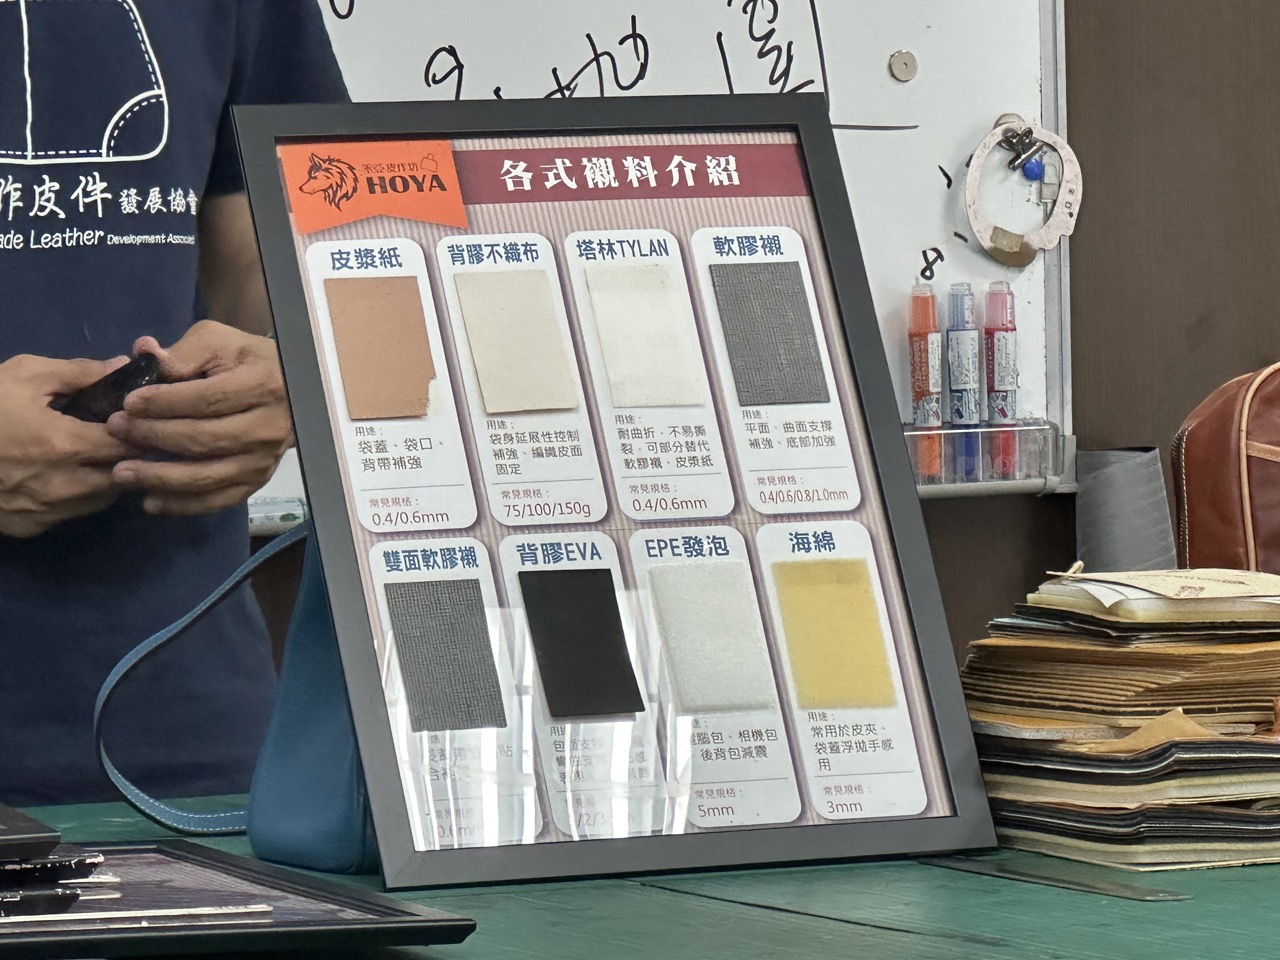 作皮件 發展協會
ade Leather Development Associat
禾亞皮作坊
HOYA
各式襯料介紹
皮漿紙
用途：
袋蓋、袋口、
背帶補強
常見規格：
0.4/0.6mm
背膠不織布
用途：
袋身延展性控制
補強、編織皮面
固定
常見規格：
75/100/150g
塔林TYLAN
用途：
耐曲折、不易撕
裂，可部分替代
軟膠襯、皮漿紙
常見規格：
0.4/0.6mm
軟膠襯
用途：
平面、曲面支撐
補強、底部加強
常見規格：
0.4/0.6/0.8/1.0mm
雙面軟膠襯
背膠EVA
EPE發泡
用途：
電腦包、相機包
後背包減震
常見規格：
5mm
海綿
用途：
常用於皮夾、
袋蓋浮拋手感
用
常見規格：
3mm
8